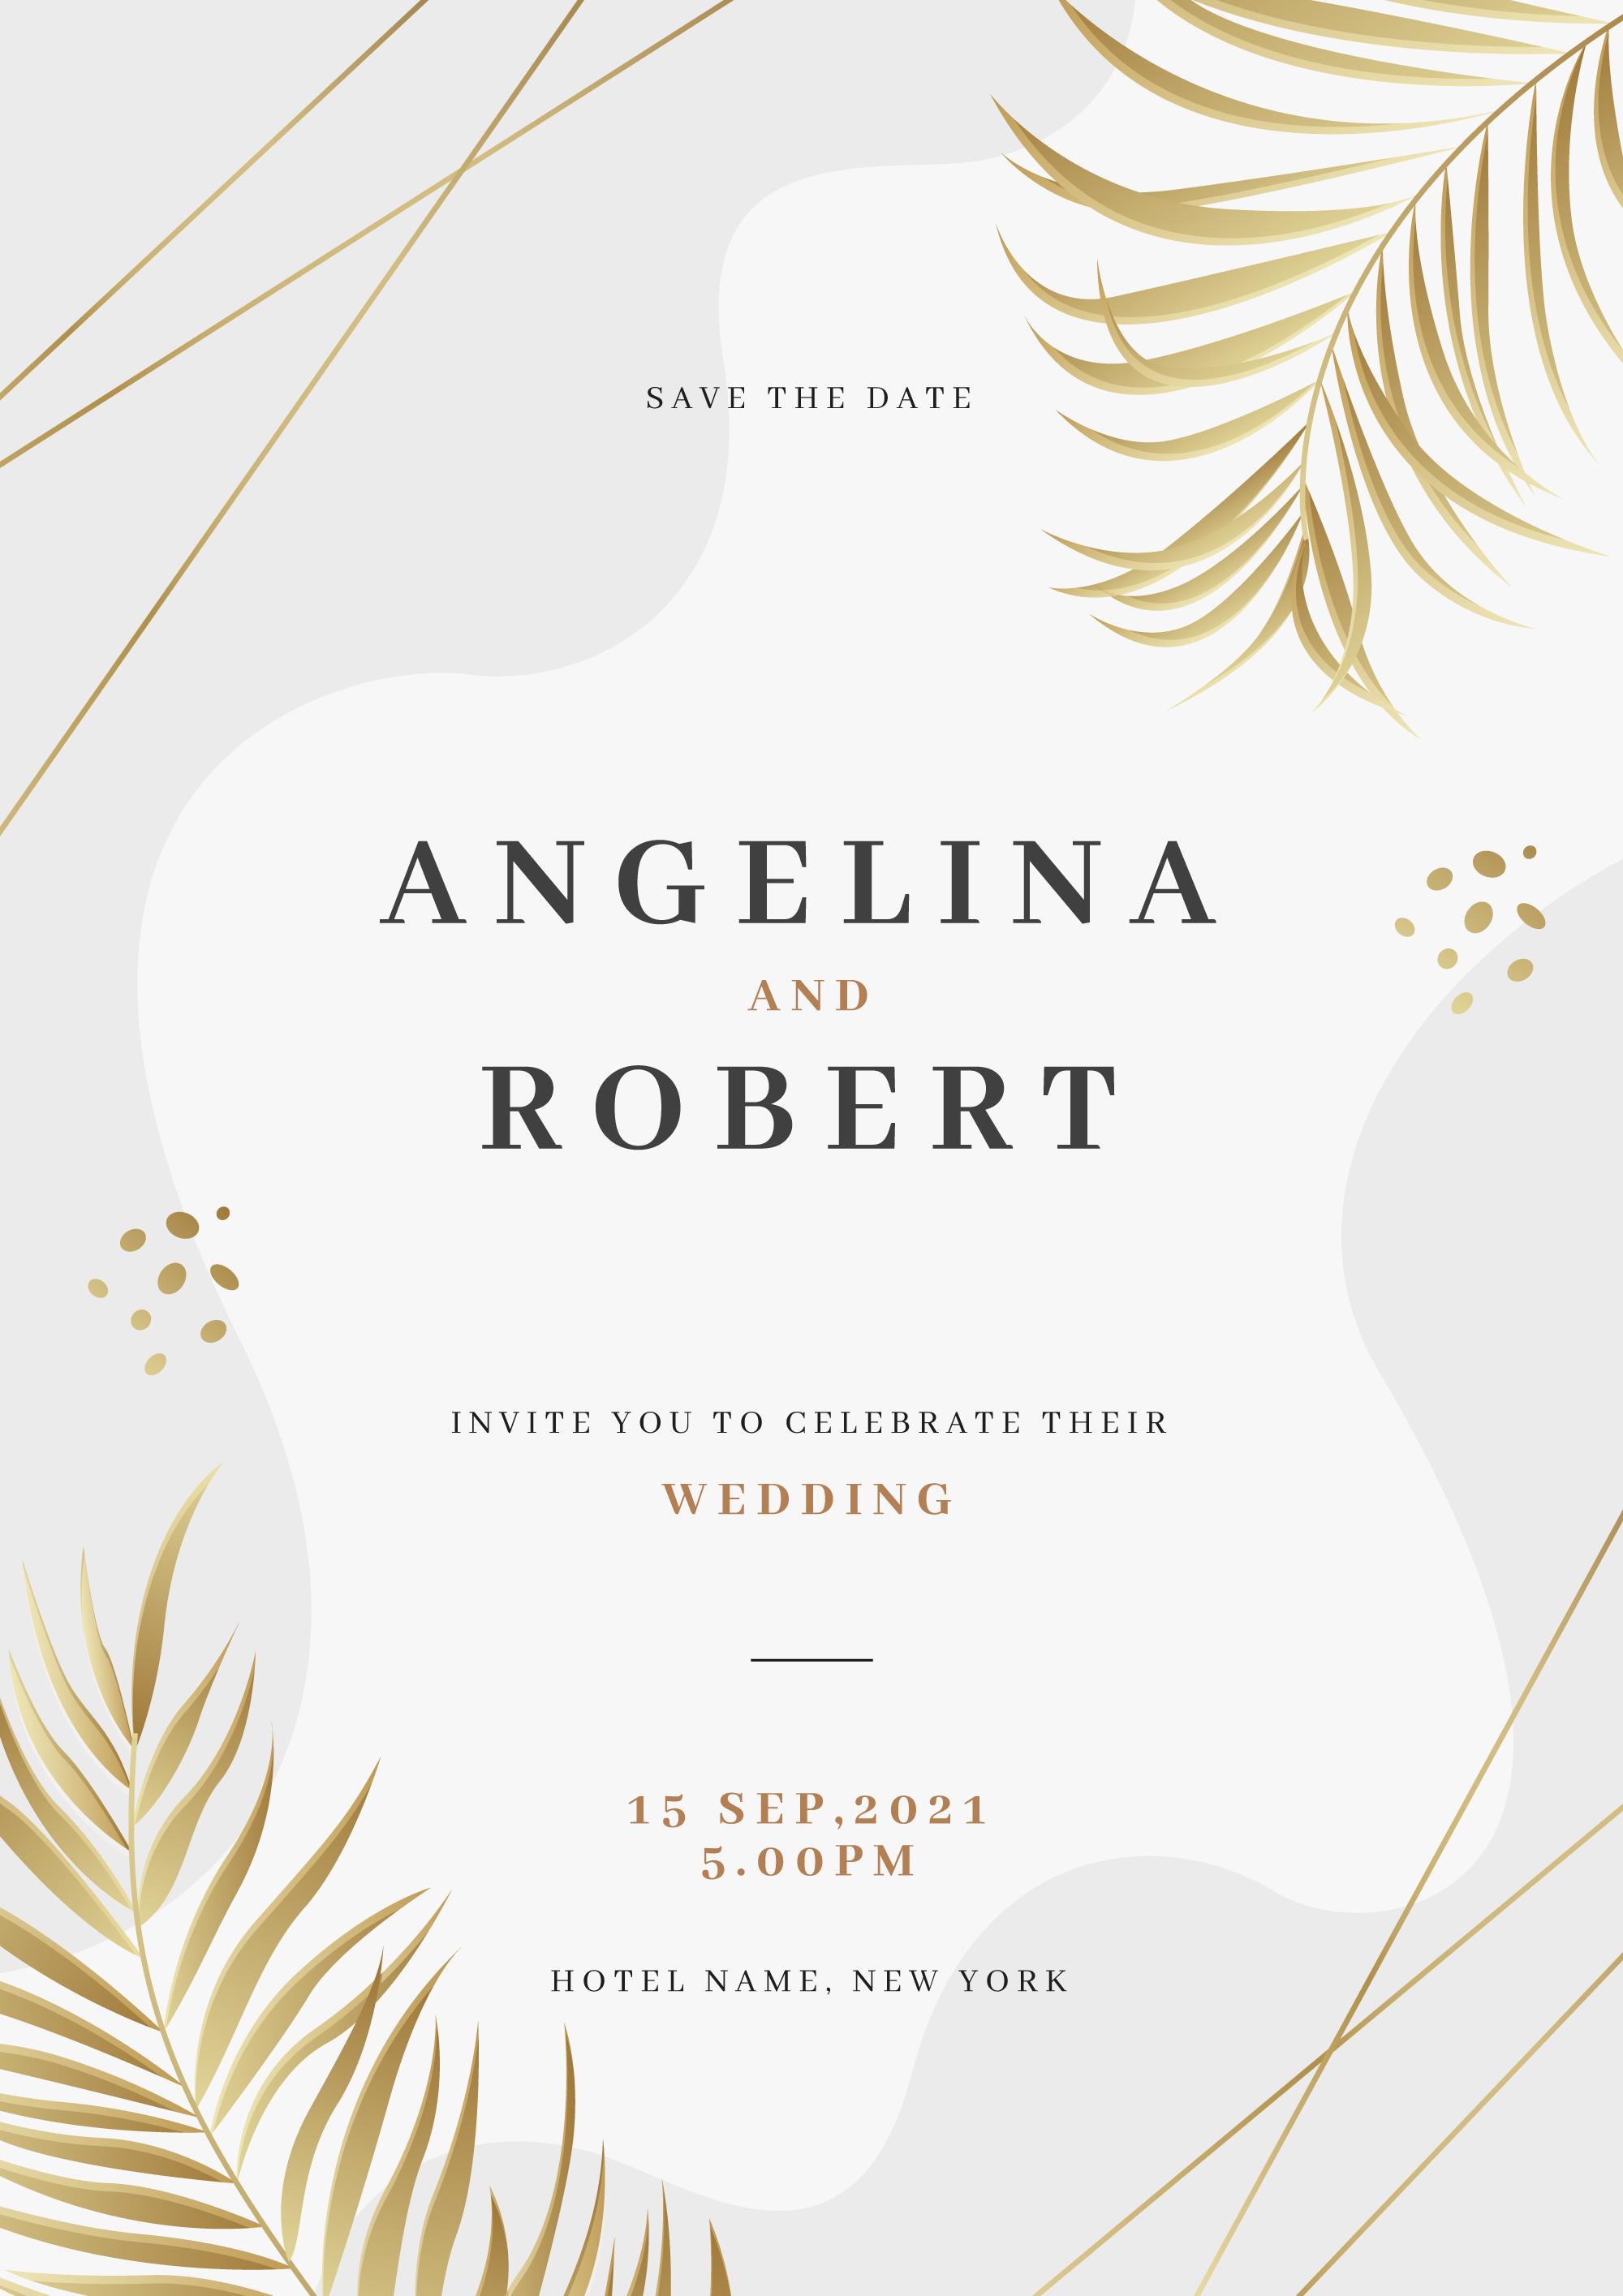 SAVE THE DATE
ANGELINA
AND
ROBERT
INVITE YOU TO CELEBRATE THEIR
WEDDING
15 SEP,2021
5.00PM
HOTEL NAME, NEW YORK